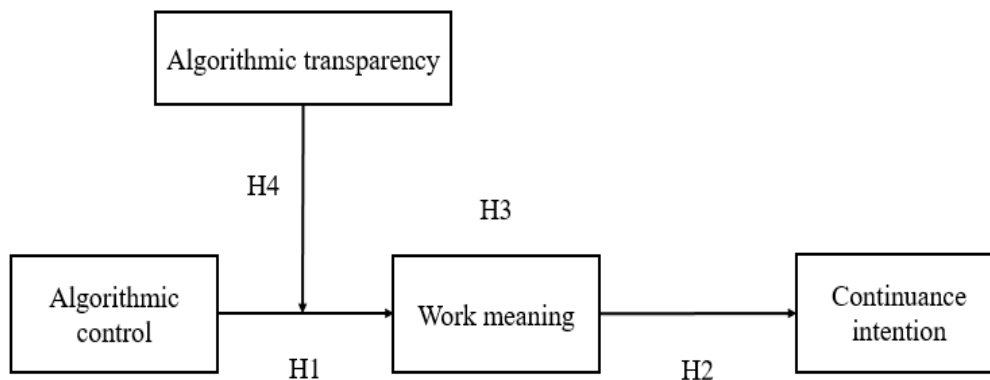 Algorithmic transparency
H4
H3
Algorithmic
control
H1
Work meaning
H2
Continuance
intention